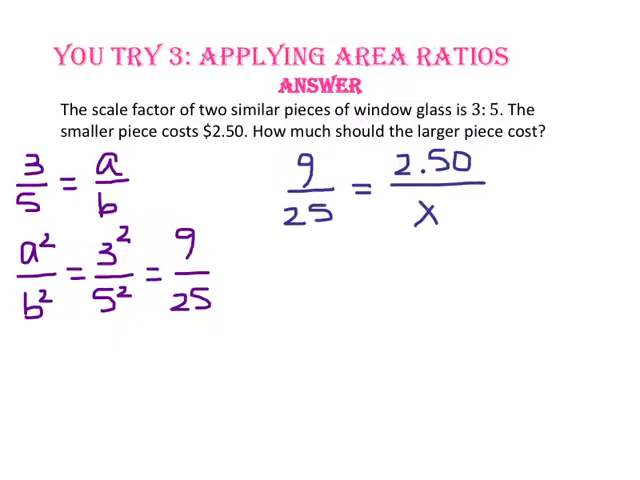 YOU TRY 3: APPLYING AREA RATIOS
ANSWER
The scale factor of two similar pieces of window glass is 3: 5. The
smaller piece costs $2.50. How much should the larger piece cost?
3/5 = a/b
9/25 = 2.50/x
a²/b² = 3²/5² = 9/25